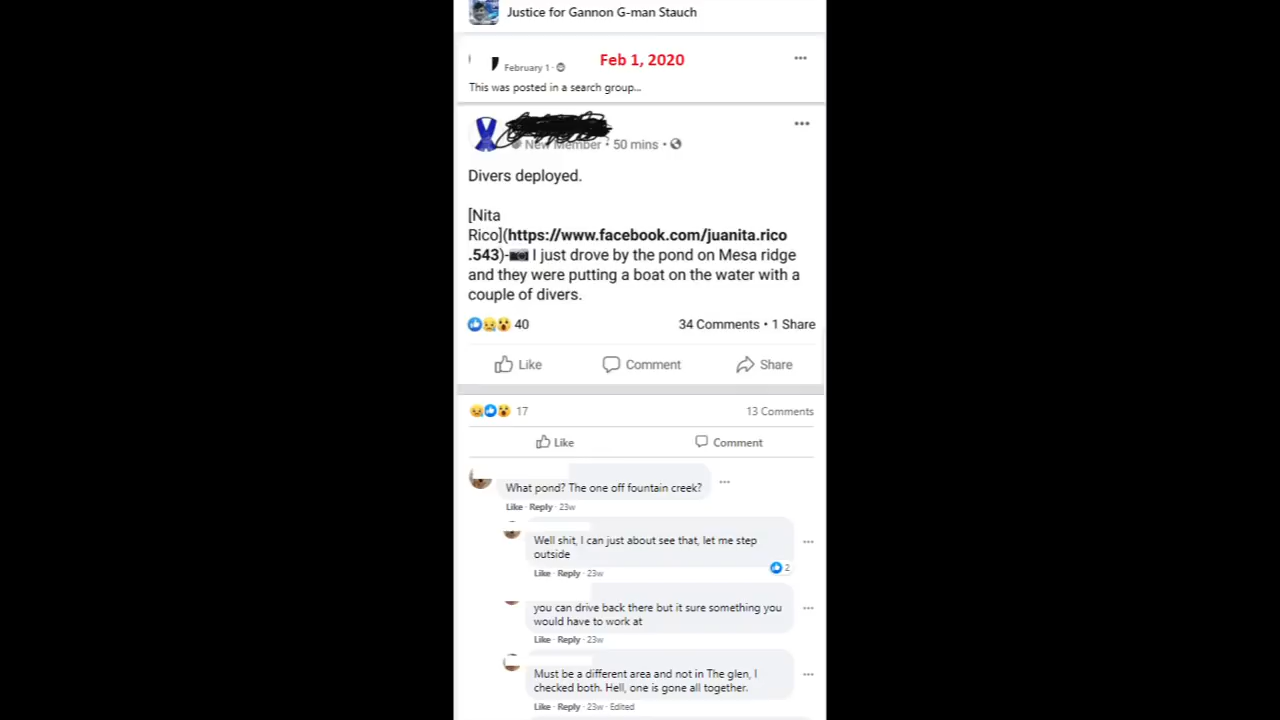 Justice for Gannon G-man Stauch
February 1 ·
Feb 1, 2020
This was posted in a search group...
New Member · 50 mins ·
Divers deployed.
[Nita
Rico](https://www.facebook.com/juanita.rico
.543)-📷 I just drove by the pond on Mesa ridge
and they were putting a boat on the water with a
couple of divers.
40
34 Comments · 1 Share
Like
Comment
Share
17
13 Comments
Like
Comment
What pond? The one off fountain creek?
Like · Reply · 23w
Well shit, I can just about see that, let me step
outside
2
Like · Reply · 23w
you can drive back there but it sure something you
would have to work at
Like · Reply · 23w
Must be a different area and not in The glen, I
checked both. Hell, one is gone all together.
Like · Reply · 23w · Edited